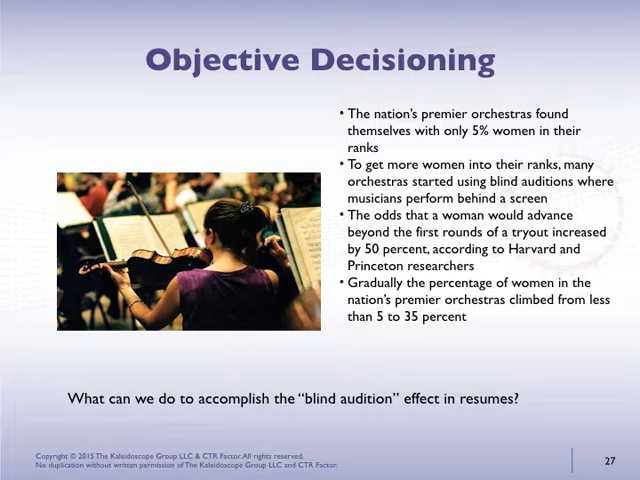 Objective Decisioning
• The nation's premier orchestras found
themselves with only 5% women in their
ranks
• To get more women into their ranks, many
orchestras started using blind auditions where
musicians perform behind a screen
• The odds that a woman would advance
beyond the first rounds of a tryout increased
by 50 percent, according to Harvard and
Princeton researchers
• Gradually the percentage of women in the
nation's premier orchestras climbed from less
than 5 to 35 percent
What can we do to accomplish the “blind audition” effect in resumes?
Copyright © 2015 The Kaleidoscope Group LLC & CTR Factor. All rights reserved.
No duplication without written permission of The Kaleidoscope Group LLC and CTR Factor.
27